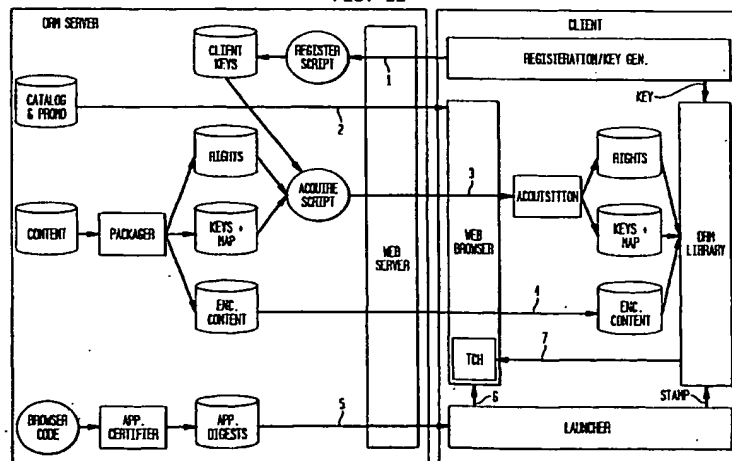 DRM SERVER
CLIENT
CLIENT
KEYS
REGISTER
SCRIPT
REGISTERATION/KEY GEN.
1
KEY
CATALOG
& PROMO
2
RIGHTS
ACQUIRE
SCRIPT
3
ACQUISITION
RIGHTS
CONTENT
PACKAGER
KEYS +
MAP
WEB
SERVER
WEB
BROWSER
KEYS + MAP
DRM
LIBRARY
ENC.
CONTENT
4
ENC.
CONTENT
TCH
7
BROWSER
CODE
APP.
CERTIFIER
APP.
DIGESTS
5
6
STAMP
LAUNCHER